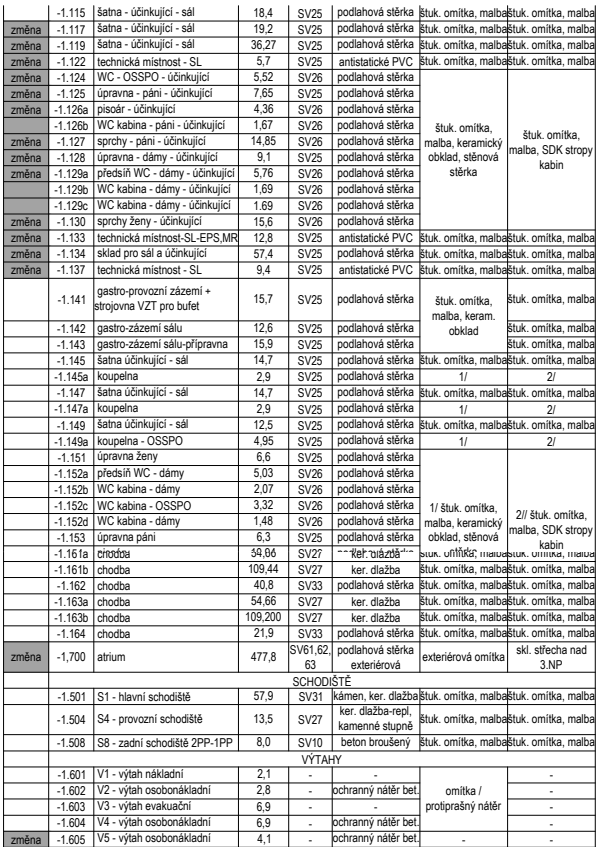 -1.115 šatna - účinkující - sál 18,4 SV25 podlahová stěrka štuk. omítka, malba štuk. omítka, malba
změna -1.117 šatna - účinkující - sál 19,2 SV25 podlahová stěrka štuk. omítka, malba štuk. omítka, malba
změna -1.119 šatna - účinkující - sál 36,27 SV25 podlahová stěrka štuk. omítka, malba štuk. omítka, malba
změna -1.122 technická místnost - SL 5,7 SV25 antistatické PVC štuk. omítka, malba štuk. omítka, malba
změna -1.124 WC - OSSPO - účinkující 5,52 SV26 podlahová stěrka
změna -1.125 úpravna - páni - účinkující 7,65 SV26 podlahová stěrka
změna -1.126a pisoár - účinkující 4,36 SV26 podlahová stěrka
-1.126b WC kabina - páni - účinkující 1,67 SV26 podlahová stěrka
změna -1.127 sprchy - páni - účinkující 14,85 SV26 podlahová stěrka
změna -1.128 úpravna - dámy - účinkující 9,1 SV26 podlahová stěrka
změna -1.129a předsíň WC - dámy - účinkující 5,76 SV26 podlahová stěrka
-1.129b WC kabina - dámy - účinkující 1,69 SV26 podlahová stěrka
-1.129c WC kabina - dámy - účinkující 1.69 SV26 podlahová stěrka
změna -1.130 sprchy ženy - účinkující 15,6 SV26 podlahová stěrka
štuk. omítka,
malba, keramický
obklad, stěnová
stěrka
štuk. omítka,
malba, SDK stropy
kabin
změna -1.133 technická místnost-SL-EPS,MR 12,8 SV25 antistatické PVC štuk. omítka, malba štuk. omítka, malba
změna -1.134 sklad pro sál a účinkující 57,4 SV25 podlahová stěrka štuk. omítka, malba štuk. omítka, malba
změna -1.137 technická místnost - SL 9,4 SV25 antistatické PVC štuk. omítka, malba štuk. omítka, malba
gastro-provozní zázemí +
-1.141 strojovna VZT pro bufet 15,7 SV25 podlahová stěrka štuk. omítka, malba
-1.142 gastro-zázemí sálu 12,6 SV25 podlahová stěrka štuk. omítka, malba
-1.143 gastro-zázemí sálu-přípravna 15,9 SV25 podlahová stěrka štuk. omítka, malba
štuk. omítka,
malba, keram.
obklad
-1.145 šatna účinkující - sál 14,7 SV25 podlahová stěrka štuk. omítka, malba štuk. omítka, malba
-1.145a koupelna 2,9 SV25 podlahová stěrka 1/ 2/
-1.147 šatna účinkující - sál 14,7 SV25 podlahová stěrka štuk. omítka, malba štuk. omítka, malba
-1.147a koupelna 2,9 SV25 podlahová stěrka 1/ 2/
-1.149 šatna účinkující - sál 12,5 SV25 podlahová stěrka štuk. omítka, malba štuk. omítka, malba
-1.149a koupelna - OSSPO 4,95 SV25 podlahová stěrka 1/ 2/
-1.151 úpravna ženy 6,6 SV25 podlahová stěrka
-1.152a předsíň WC - dámy 5,03 SV26 podlahová stěrka
-1.152b WC kabina - dámy 2,07 SV26 podlahová stěrka
-1.152c WC kabina - OSSPO 3,32 SV26 podlahová stěrka
-1.152d WC kabina - dámy 1,48 SV26 podlahová stěrka
-1.153 úpravna páni 6,3 SV25 podlahová stěrka
1/ štuk. omítka,
malba, keramický
obklad, stěnová
2// štuk. omítka,
malba, SDK stropy
kabin
-1.161a chodba SV27 ker. dlažba štuk. omítka, malba štuk. omítka, malba
-1.161b chodba 109,44 SV27 ker. dlažba štuk. omítka, malba štuk. omítka, malba
-1.162 chodba 40,8 SV33 podlahová stěrka štuk. omítka, malba štuk. omítka, malba
-1.163a chodba 54,66 SV27 ker. dlažba štuk. omítka, malba štuk. omítka, malba
-1.163b chodba 109,200 SV27 ker. dlažba štuk. omítka, malba štuk. omítka, malba
-1.164 chodba 21,9 SV33 podlahová stěrka štuk. omítka, malba štuk. omítka, malba
změna -1,700 atrium 477,8 SV61,62, podlahová stěrka exteriérová omítka skl. střecha nad
63 exteriérová 3.NP
SCHODIŠTĚ
-1.501 S1 - hlavní schodiště 57,9 SV31 kámen, ker. dlažba štuk. omítka, malba štuk. omítka, malba
-1.504 S4 - provozní schodiště 13,5 SV27 ker. dlažba-repl, štuk. omítka, malba štuk. omítka, malba
kamenné stupně
-1.508 S8 - zadní schodiště 2PP-1PP 8,0 SV10 beton broušený štuk. omítka, malba štuk. omítka, malba
VÝTAHY
-1.601 V1 - výtah nákladní 2,1 - - -
-1.602 V2 - výtah osobonákladní 2,8 - ochranný nátěr bet. -
-1.603 V3 - výtah evakuační 6,9 - -
-1.604 V4 - výtah osobonákladní 6,9 - ochranný nátěr bet. -
omítka /
protiprašný nátěr
změna -1.605 V5 - výtah osobonákladní 4,1 - ochranný nátěr bet. - -